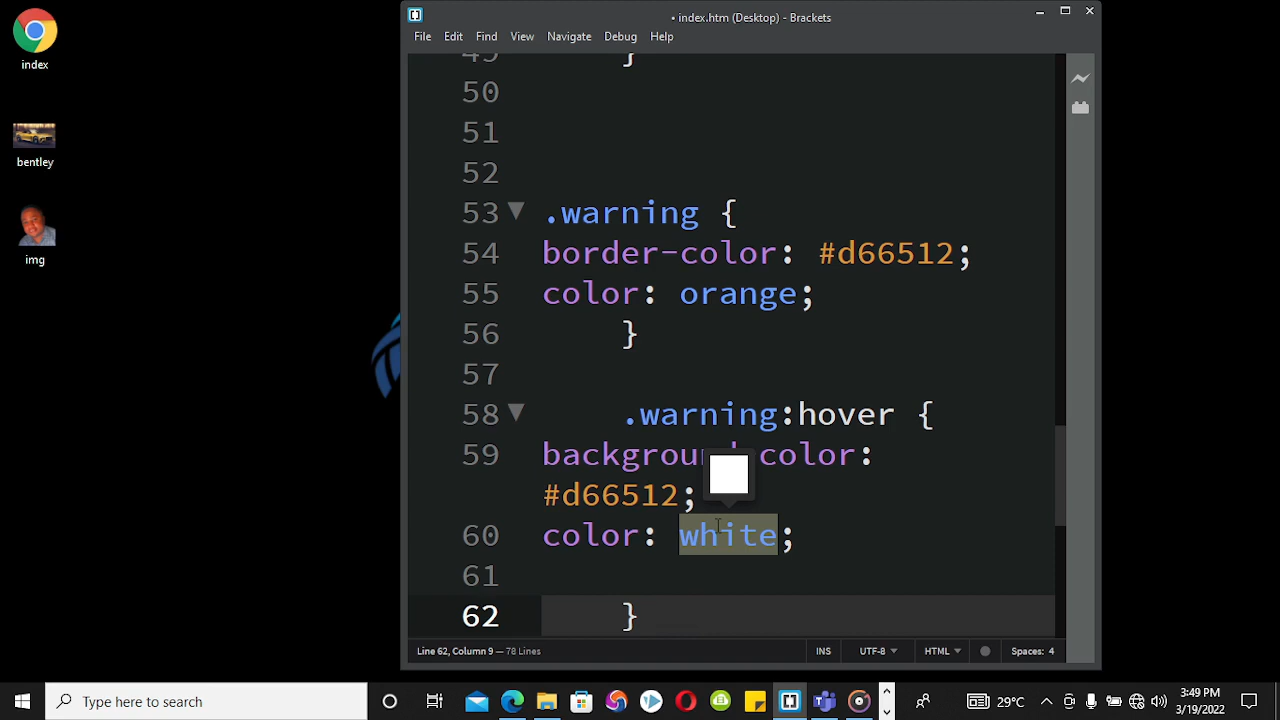 index
bentley
img
• index.htm (Desktop) - Brackets
File Edit Find View Navigate Debug Help
49 }
50
51
52
53 .warning {
54 border-color: #d66512;
55 color: orange;
56 }
57
58 .warning:hover {
59 background-color:
#d66512;
60 color: white;
61
62 }
Line 62, Column 9 — 78 Lines
INS UTF-8 HTML Spaces: 4
Type here to search
29°C
3:49 PM
3/19/2022